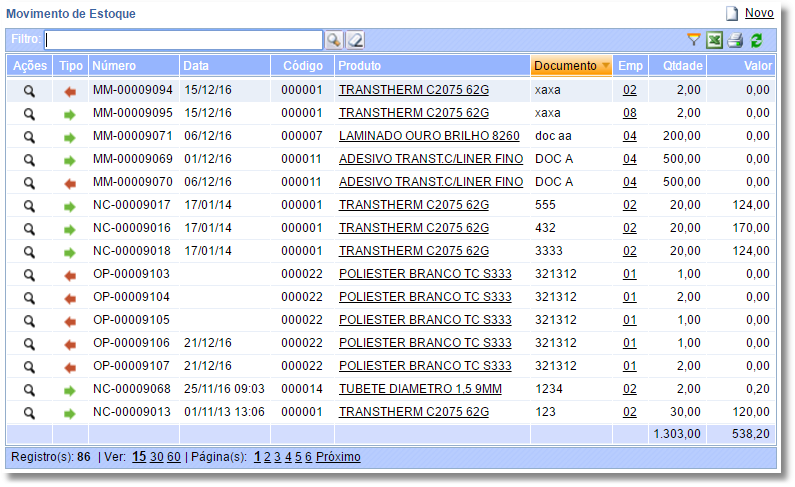 Movimento de Estoque Novo
Filtro:
Ações Tipo Número Data Código Produto Documento Emp Qtdade Valor
MM-00009094 15/12/16 000001 TRANSTHERM C2075 62G xaxa 02 2,00 0,00
MM-00009095 15/12/16 000001 TRANSTHERM C2075 62G xaxa 08 2,00 0,00
MM-00009071 06/12/16 000007 LAMINADO OURO BRILHO 8260 doc aa 04 200,00 0,00
MM-00009069 01/12/16 000011 ADESIVO TRANST.C/LINER FINO DOC A 04 500,00 0,00
MM-00009070 06/12/16 000011 ADESIVO TRANST.C/LINER FINO DOC A 04 500,00 0,00
NC-00009017 17/01/14 000001 TRANSTHERM C2075 62G 555 02 20,00 124,00
NC-00009016 17/01/14 000001 TRANSTHERM C2075 62G 432 02 20,00 170,00
NC-00009018 17/01/14 000001 TRANSTHERM C2075 62G 3333 02 20,00 124,00
OP-00009103 000022 POLIESTER BRANCO TC S333 321312 01 1,00 0,00
OP-00009104 000022 POLIESTER BRANCO TC S333 321312 01 2,00 0,00
OP-00009105 000022 POLIESTER BRANCO TC S333 321312 01 1,00 0,00
OP-00009106 21/12/16 000022 POLIESTER BRANCO TC S333 321312 01 1,00 0,00
OP-00009107 21/12/16 000022 POLIESTER BRANCO TC S333 321312 01 2,00 0,00
NC-00009068 25/11/16 09:03 000014 TUBETE DIAMETRO 1,5 9MM 1234 02 2,00 0,20
NC-00009013 01/11/13 13:06 000001 TRANSTHERM C2075 62G 123 02 30,00 120,00
1.303,00 538,20
Registro(s): 86 | Ver: 15 30 60 | Página(s): 1 2 3 4 5 6 Próximo